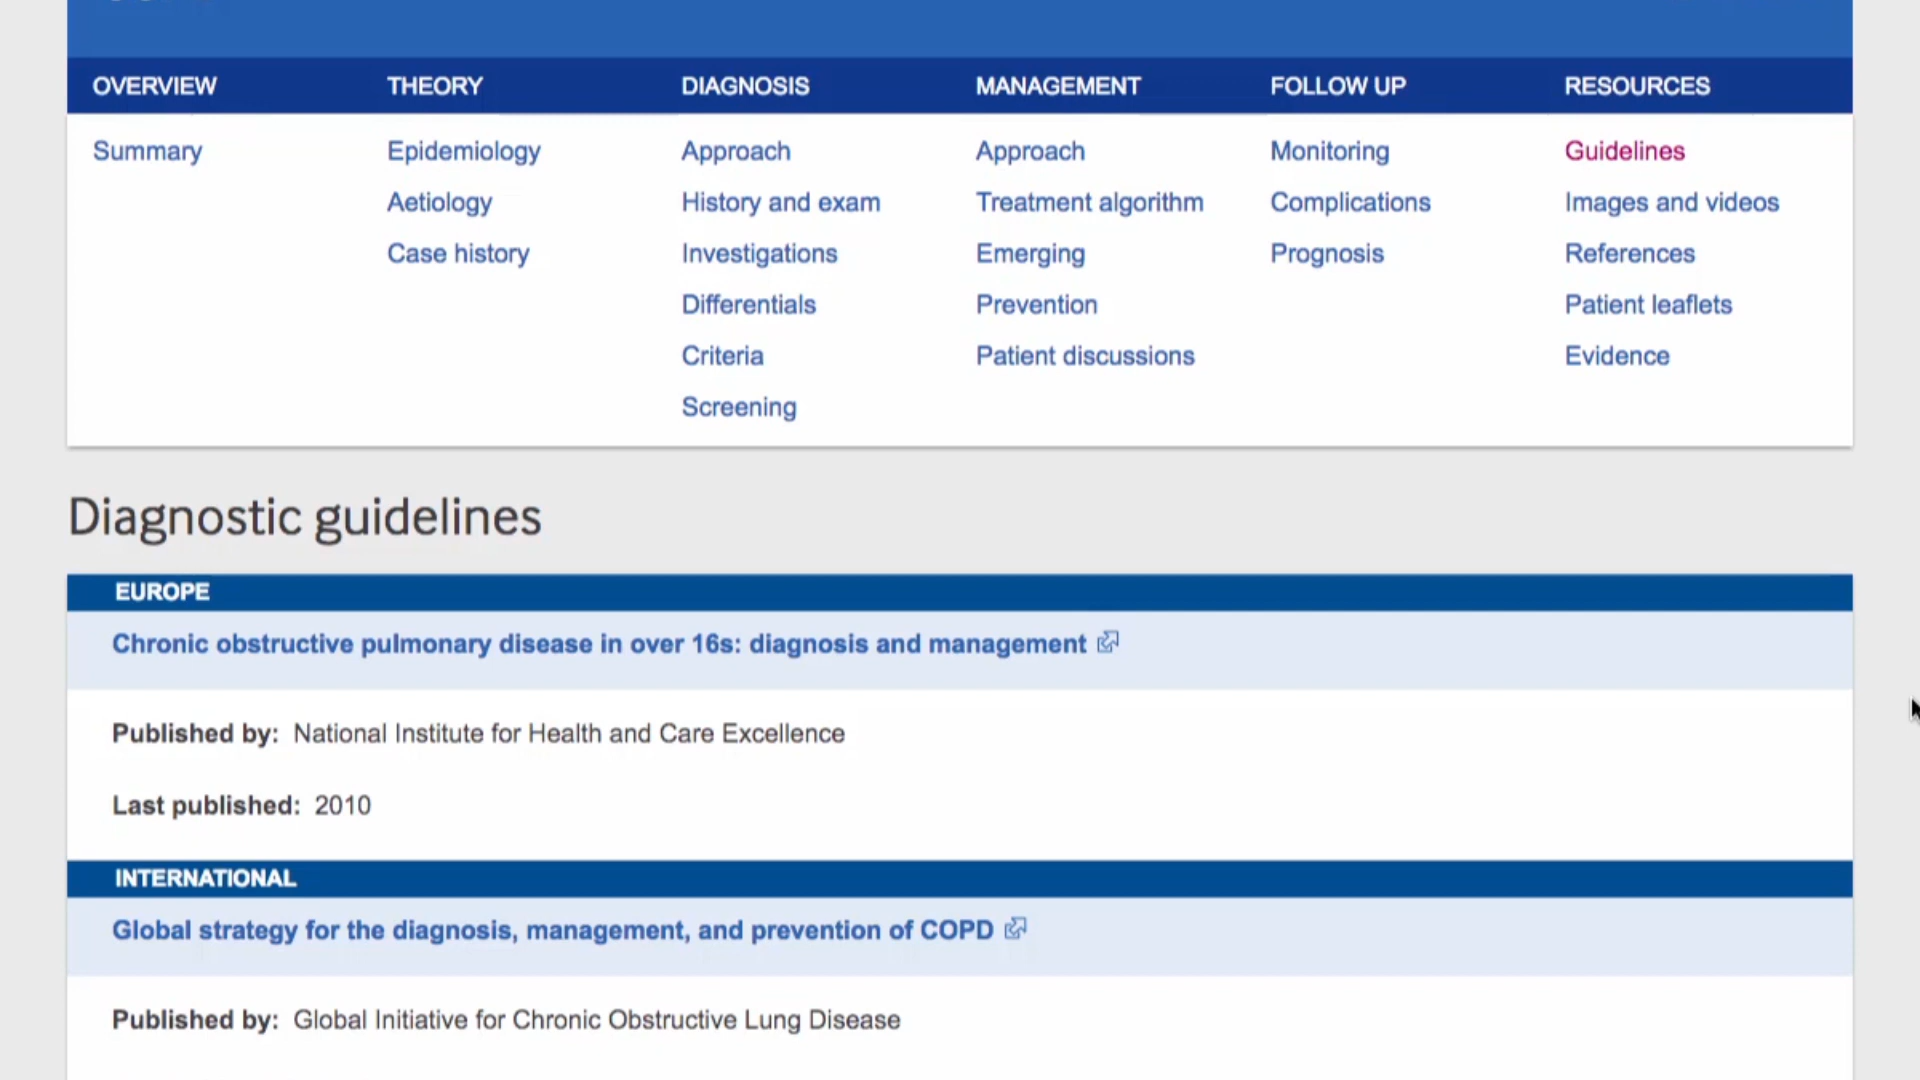 OVERVIEW THEORY DIAGNOSIS MANAGEMENT FOLLOW UP RESOURCES
Summary Epidemiology Approach Approach Monitoring Guidelines
Aetiology History and exam Treatment algorithm Complications Images and videos
Case history Investigations Emerging Prognosis References
Differentials Prevention Patient leaflets
Criteria Patient discussions Evidence
Screening
Diagnostic guidelines
EUROPE
Chronic obstructive pulmonary disease in over 16s: diagnosis and management
Published by: National Institute for Health and Care Excellence
Last published: 2010
INTERNATIONAL
Global strategy for the diagnosis, management, and prevention of COPD
Published by: Global Initiative for Chronic Obstructive Lung Disease